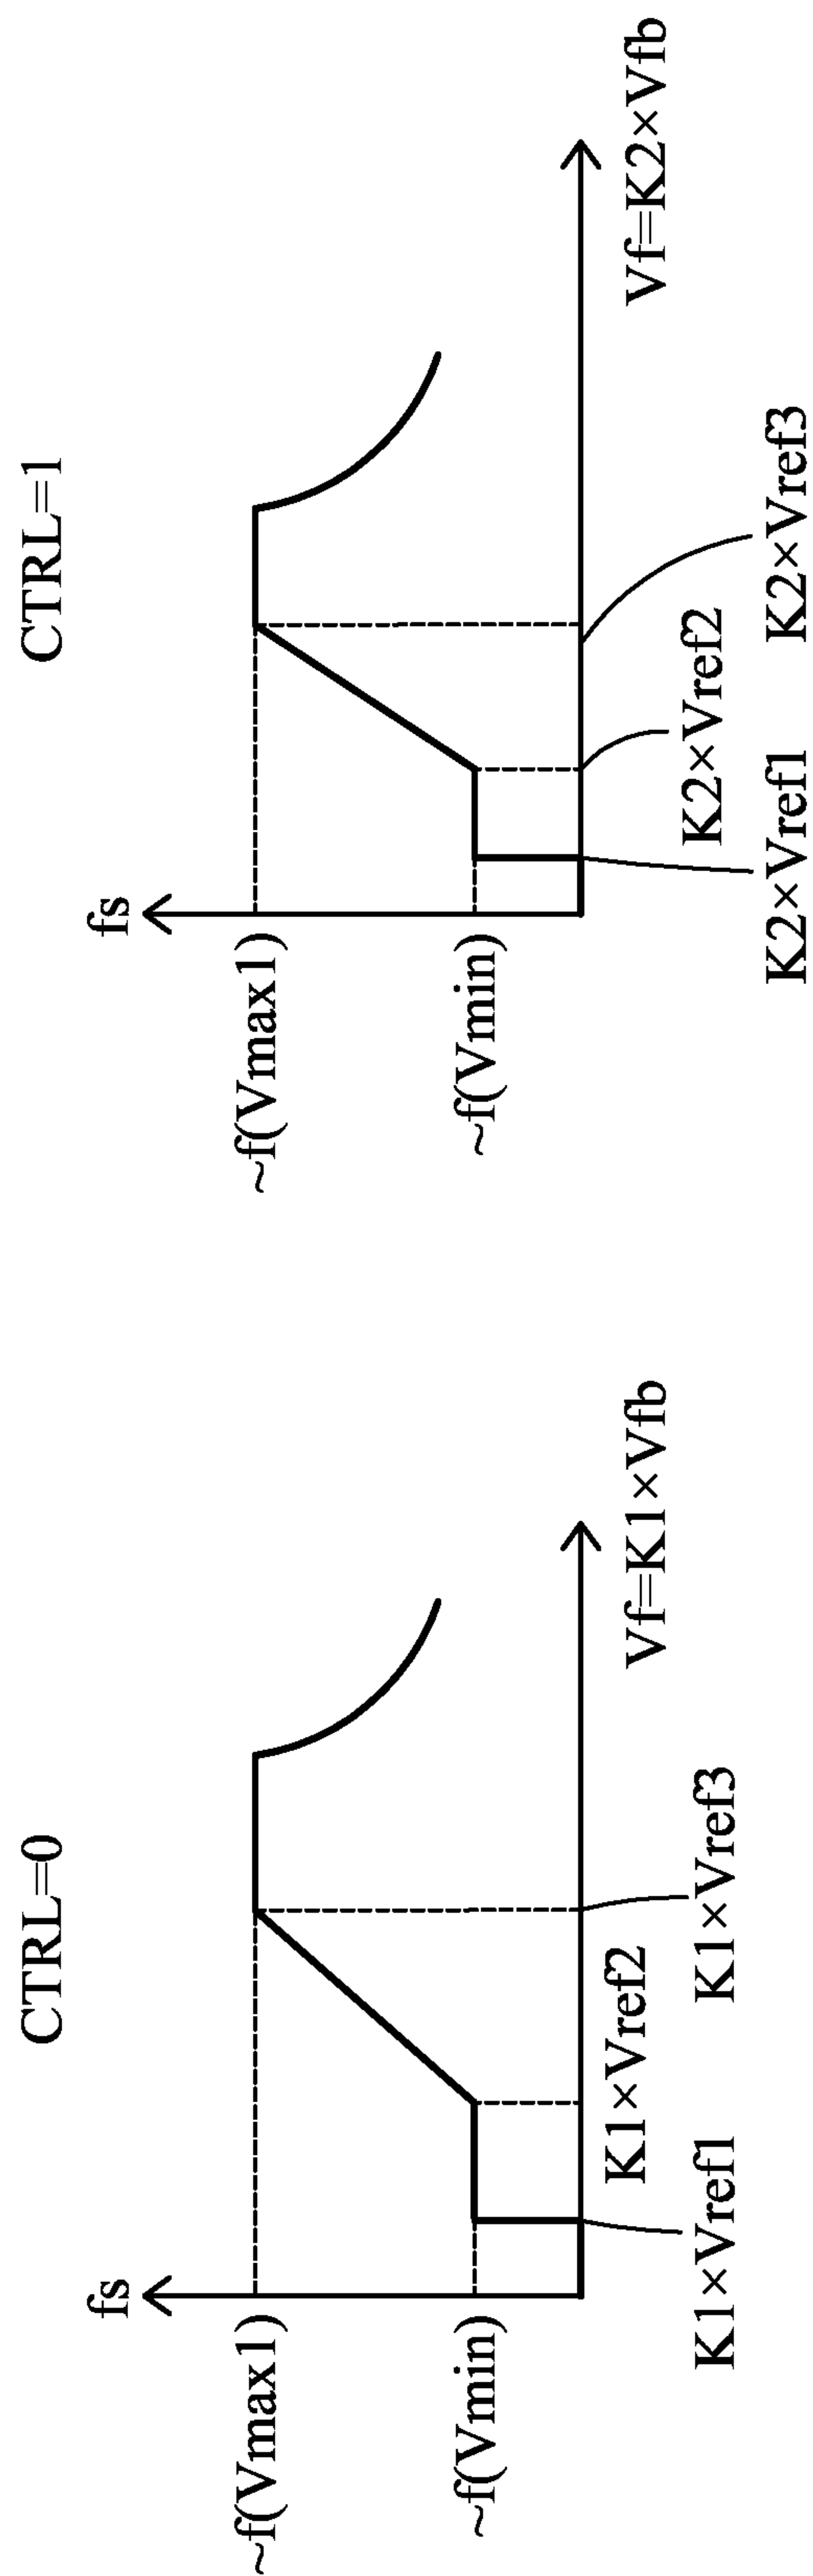 CTRL=0
fs
~f(Vmax1)
~f(Vmin)
K1×Vref2
Vf=K1×Vfb
K1×Vref1
K1×Vref3
CTRL=1
fs
~f(Vmax1)
~f(Vmin)
Vf=K2×Vfb
K2×Vref2
K2×Vref1
K2×Vref3